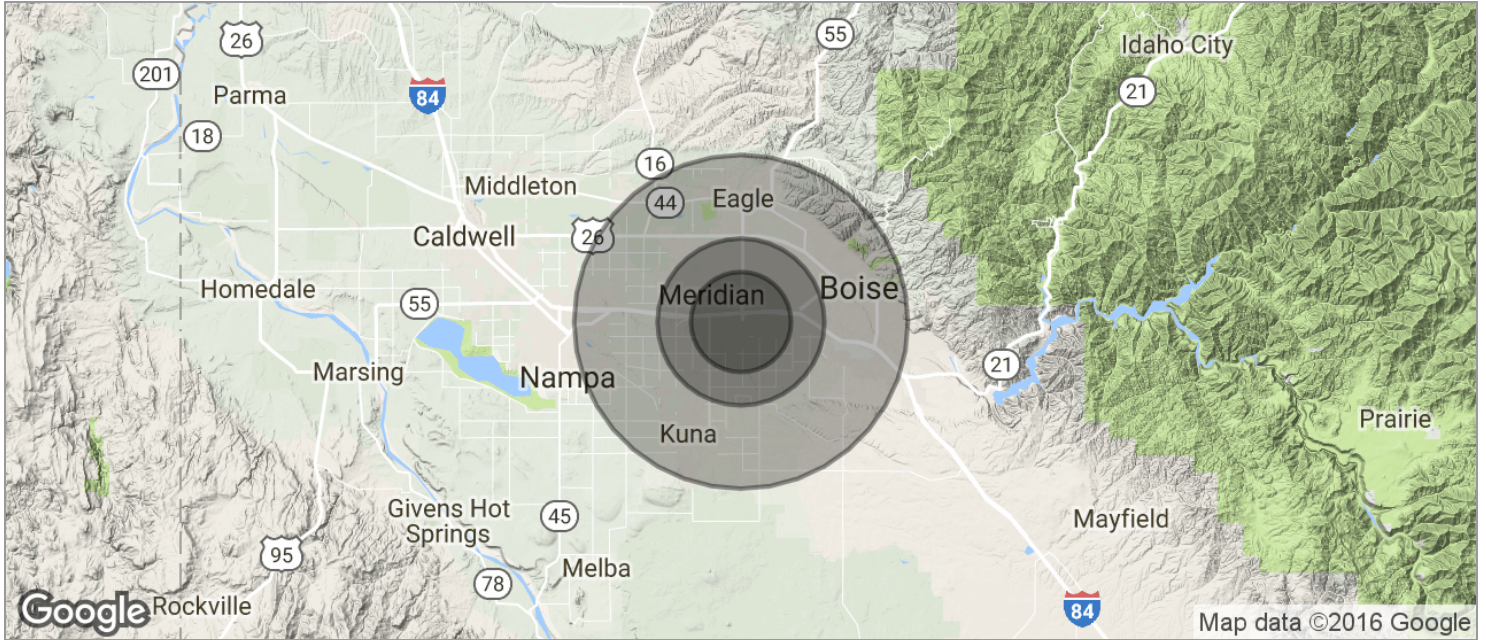 26
55
Idaho City
201
Parma
84
21
18
16
Middleton
44
Eagle
Caldwell
26
Homedale
55
Meridian
Boise
Marsing
Nampa
21
Kuna
Prairie
Givens Hot
Springs
45
Mayfield
95
Melba
78
Google
Rockville
84
Map data ©2016 Google